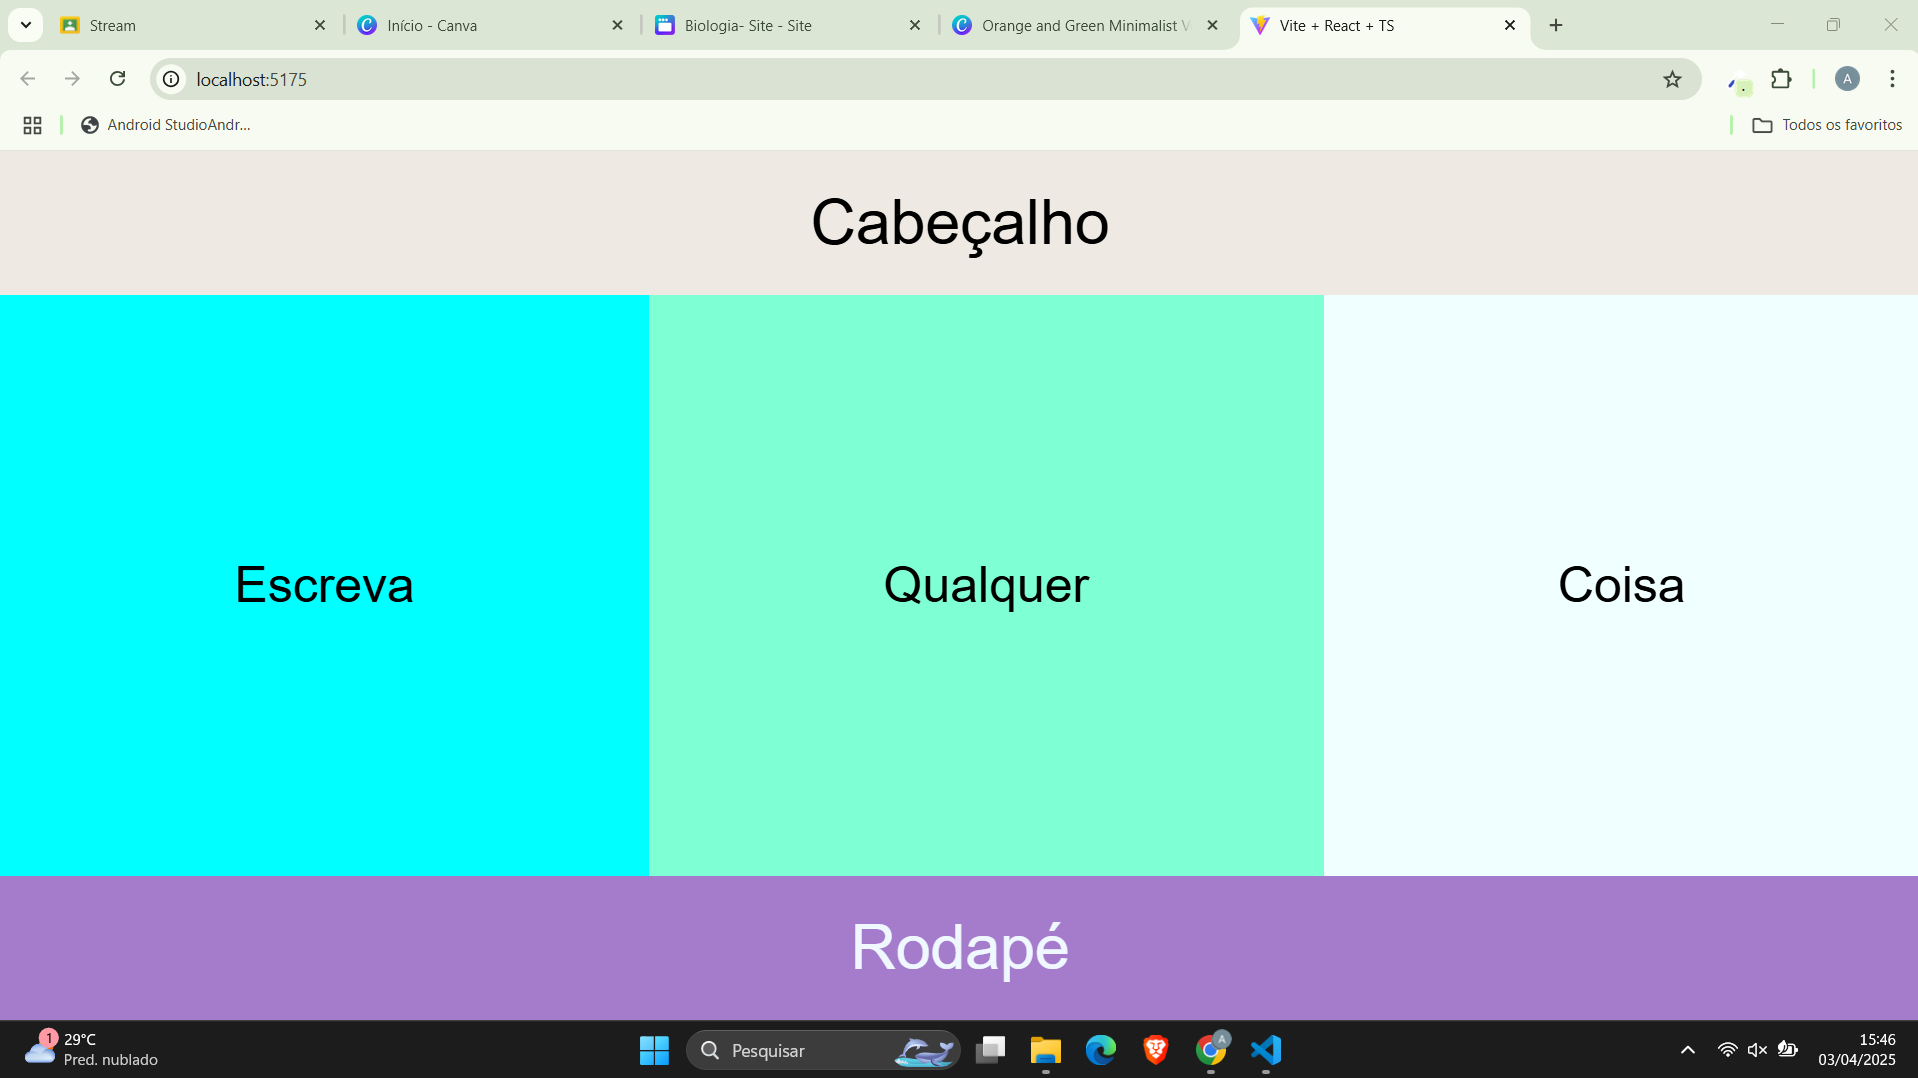 Stream
Início - Canva
Biologia- Site - Site
Orange and Green Minimalist V
Vite + React + TS
localhost:5175
A
Android StudioAndr...
Todos os favoritos
Cabeçalho
Escreva
Qualquer
Coisa
Rodapé
1
29°C
Pred. nublado
Pesquisar
A
15:46
03/04/2025